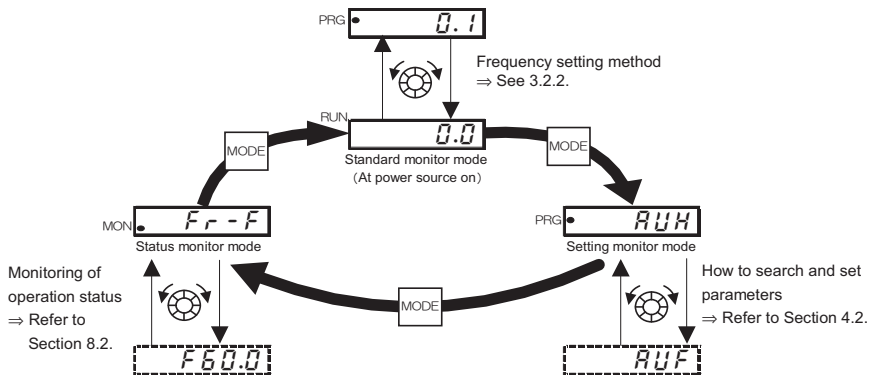 PRG
0.1
Frequency setting method
⇒ See 3.2.2.
RUN
0.0
MODE
MODE
Standard monitor mode
(At power source on)
MON
Fr-F
Status monitor mode
PRG
AUH
Setting monitor mode
Monitoring of
operation status
⇒ Refer to
Section 8.2.
MODE
How to search and set
parameters
⇒ Refer to Section 4.2.
F60.0
AUF